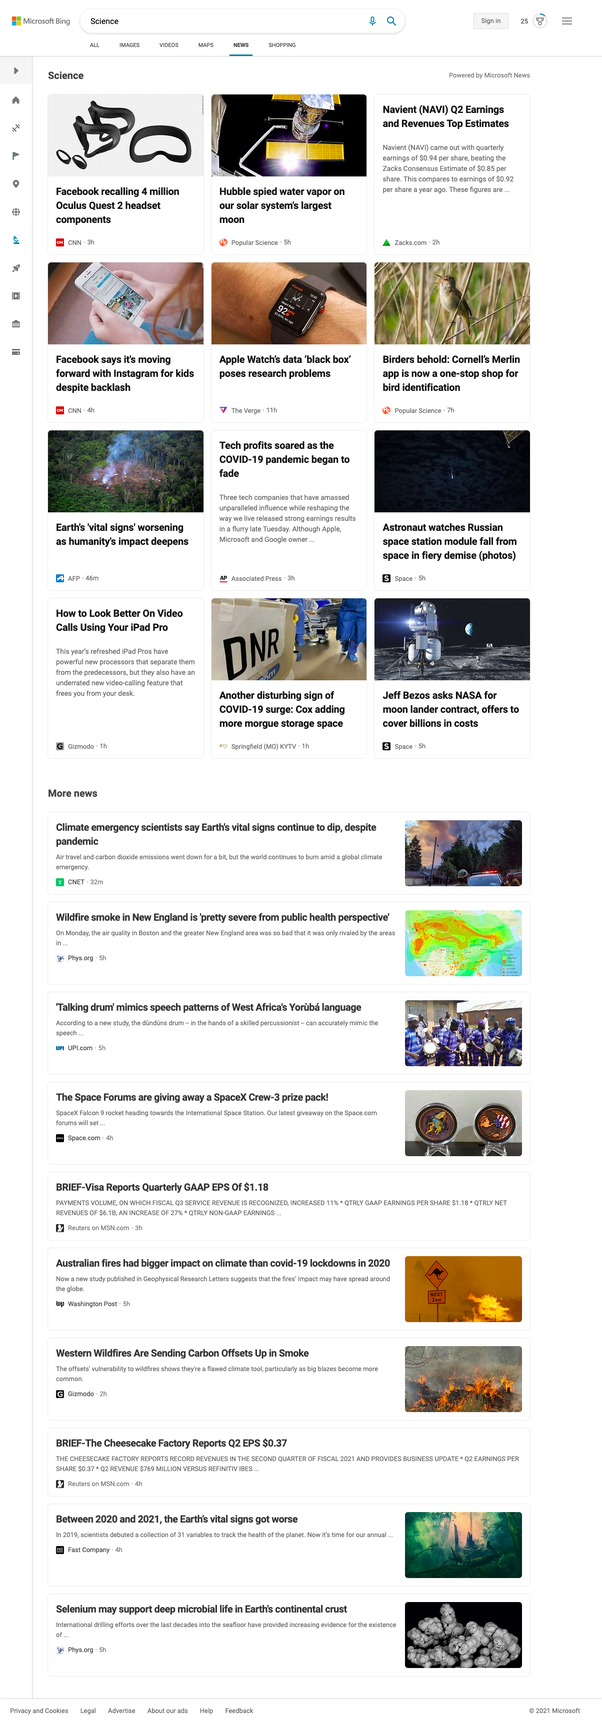 Microsoft Bing
Science
Sign in
25
ALL IMAGES VIDEOS MAPS NEWS SHOPPING
Science
Powered by Microsoft News
Facebook recalling 4 million
Oculus Quest 2 headset
components
CNN · 3h
Hubble spied water vapor on
our solar system's largest
moon
Popular Science · 5h
Navient (NAVI) Q2 Earnings
and Revenues Top Estimates
Navient (NAVI) came out with quarterly
earnings of $0.94 per share, beating the
Zacks Consensus Estimate of $0.85 per
share. This compares to earnings of $0.92
per share a year ago. These figures are ...
Zacks.com · 2h
Facebook says it's moving
forward with Instagram for kids
despite backlash
CNN · 4h
Apple Watch's data 'black box'
poses research problems
The Verge · 11h
Birders behold: Cornell's Merlin
app is now a one-stop shop for
bird identification
Popular Science · 7h
Earth's 'vital signs' worsening
as humanity's impact deepens
AFP · 46m
Tech profits soared as the
COVID-19 pandemic began to
fade
Three tech companies that have amassed
unparalleled influence while reshaping the
way we live released strong earnings results
in a flurry late Tuesday. Although Apple,
Microsoft and Google owner ...
AP Associated Press · 3h
Astronaut watches Russian
space station module fall from
space in fiery demise (photos)
Space · 5h
How to Look Better On Video
Calls Using Your iPad Pro
This year's refreshed iPad Pros have
powerful new processors that separate them
from the predecessors, but they also have an
underrated new video-calling feature that
frees you from your desk.
Gizmodo · 1h
DNR
Another disturbing sign of
COVID-19 surge: Cox adding
more morgue storage space
Springfield (MO) KYTV · 1h
Jeff Bezos asks NASA for
moon lander contract, offers to
cover billions in costs
Space · 5h
More news
Climate emergency scientists say Earth's vital signs continue to dip, despite
pandemic
Air travel and carbon dioxide emissions went down for a bit, but the world continues to burn amid a global climate
emergency.
CNET · 32m
Wildfire smoke in New England is 'pretty severe from public health perspective'
On Monday, the air quality in Boston and the greater New England area was so bad that it was only rivaled by the areas
in ...
Phys.org · 5h
'Talking drum' mimics speech patterns of West Africa's Yorùbá language
According to a new study, the dùndún drum -- in the hands of a skilled percussionist -- can accurately mimic the
speech ...
UPI UPI.com · 5h
The Space Forums are giving away a SpaceX Crew-3 prize pack!
SpaceX Falcon 9 rocket heading towards the International Space Station. Our latest giveaway on the Space.com
forums will set ...
Space.com · 4h
BRIEF-Visa Reports Quarterly GAAP EPS Of $1.18
PAYMENTS VOLUME, ON WHICH FISCAL Q3 SERVICE REVENUE IS RECOGNIZED, INCREASED 11% * QTRLY GAAP EARNINGS PER SHARE $1.18 * QTRLY NET
REVENUES OF $6.1B, AN INCREASE OF 27% * QTRLY NON-GAAP EARNINGS ...
Reuters on MSN.com · 3h
Australian fires had bigger impact on climate than covid-19 lockdowns in 2020
Now a new study published in Geophysical Research Letters suggests that the fires' impact may have spread around
the globe.
wp Washington Post · 5h
NEXT
Western Wildfires Are Sending Carbon Offsets Up in Smoke
The offsets' vulnerability to wildfires shows they're a flawed climate tool, particularly as big blazes become more
common.
Gizmodo · 2h
BRIEF-The Cheesecake Factory Reports Q2 EPS $0.37
THE CHEESECAKE FACTORY REPORTS RECORD REVENUES IN THE SECOND QUARTER OF FISCAL 2021 AND PROVIDES BUSINESS UPDATE * Q2 EARNINGS PER
SHARE $0.37 * Q2 REVENUE $769 MILLION VERSUS REFINITIV IBES ...
Reuters on MSN.com · 4h
Between 2020 and 2021, the Earth's vital signs got worse
In 2019, scientists debuted a collection of 31 variables to track the health of the planet. Now it's time for our annual ...
Fast Company · 4h
Selenium may support deep microbial life in Earth's continental crust
International drilling efforts over the last decades into the seafloor have provided increasing evidence for the existence
of ...
Phys.org · 5h
Privacy and Cookies Legal Advertise About our ads Help Feedback
© 2021 Microsoft